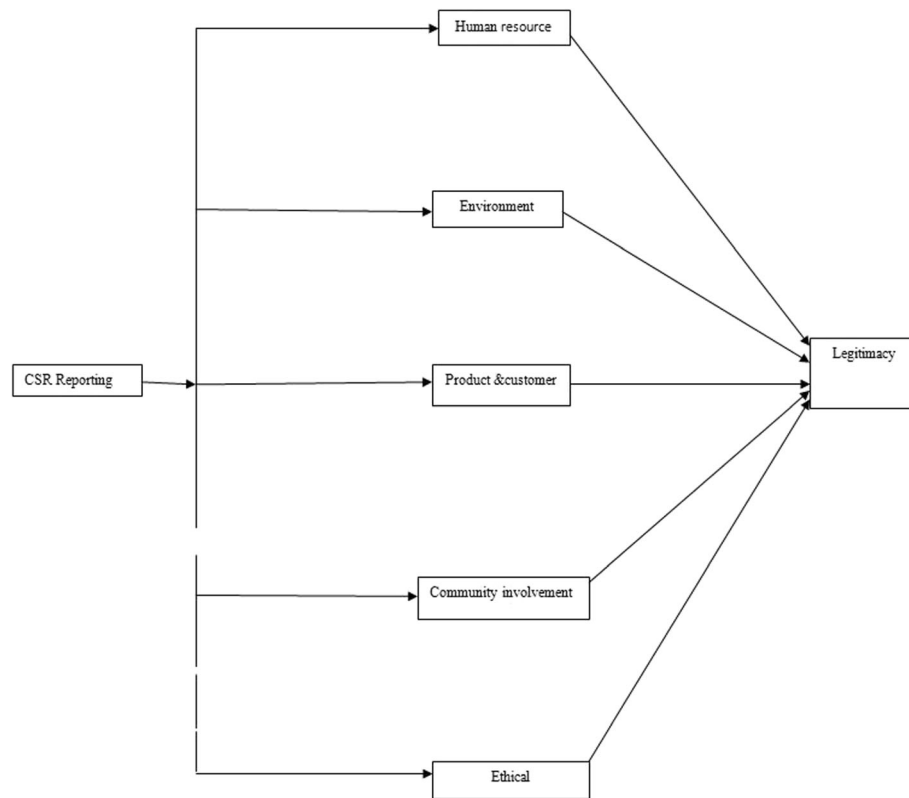 Human resource
Environment
Legitimacy
CSR Reporting
Product &customer
Community involvement
Ethical